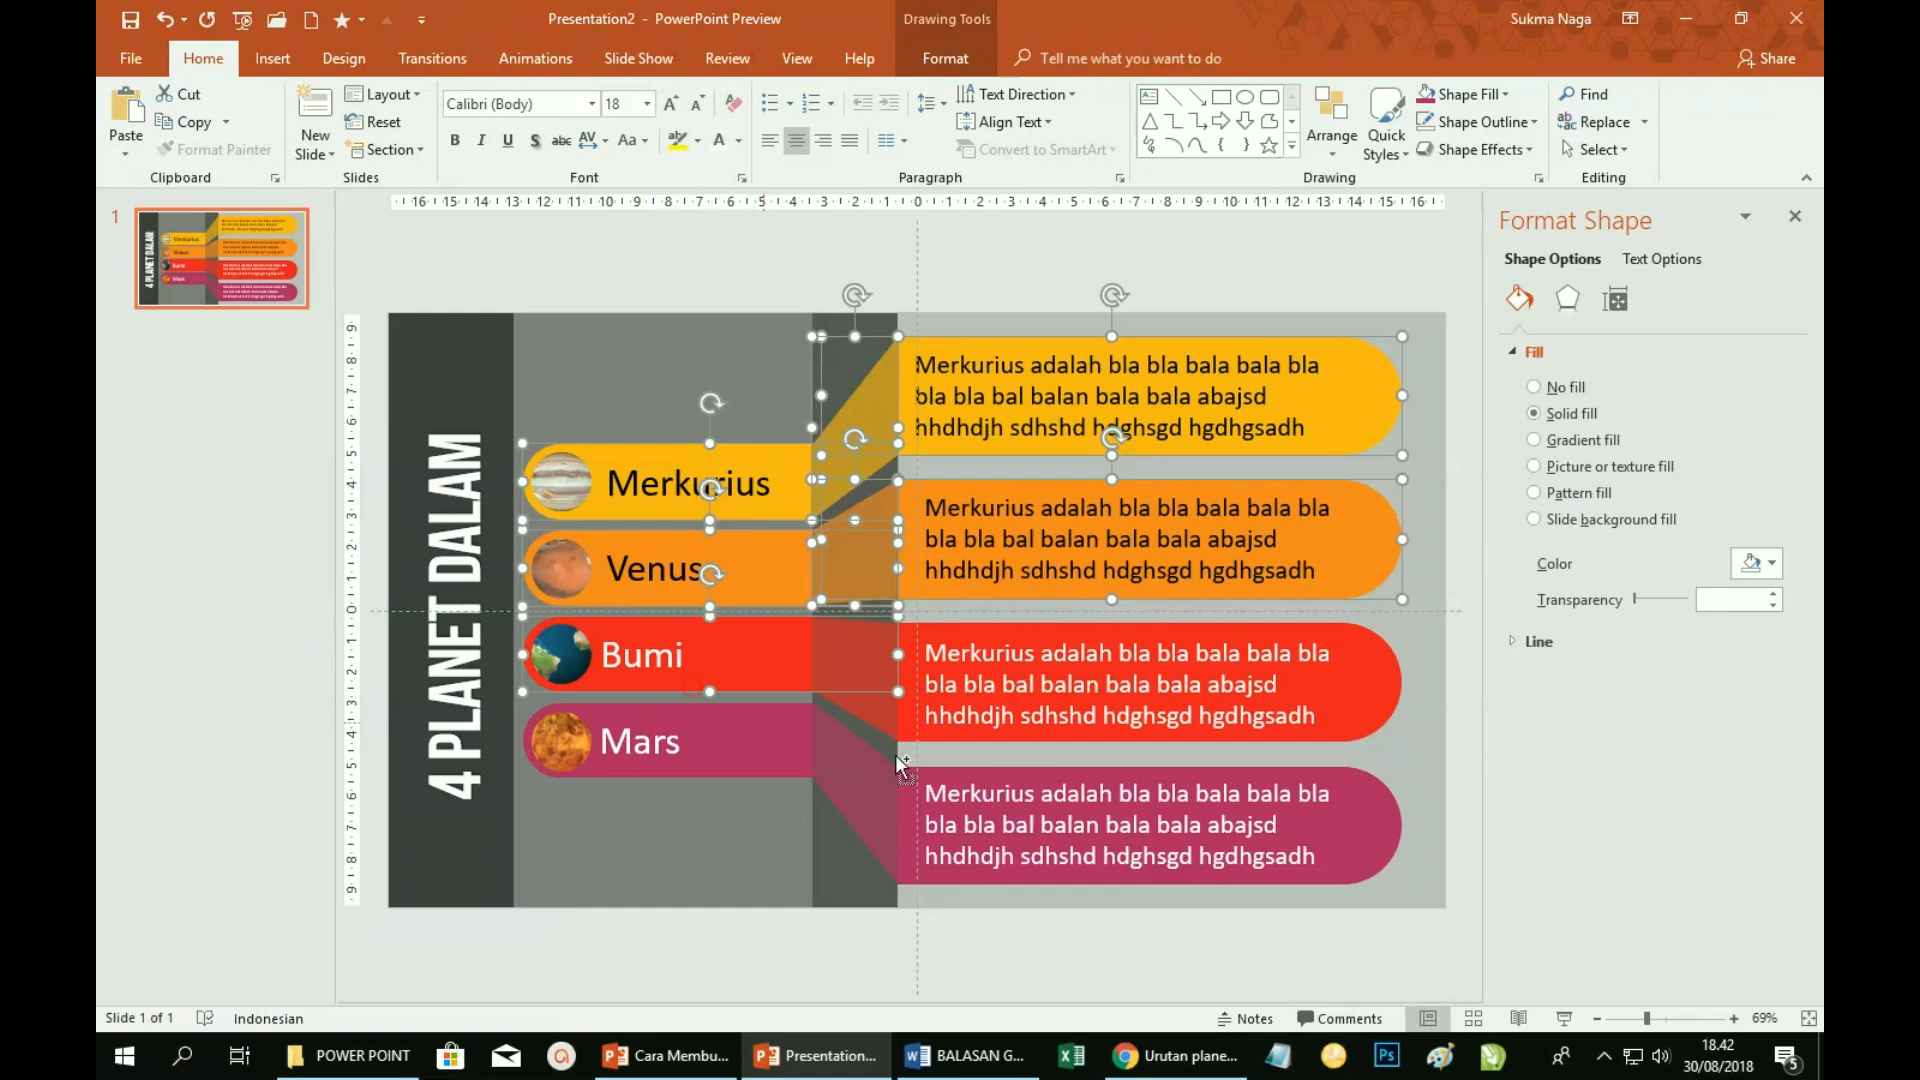 Presentation2 - PowerPoint Preview
Drawing Tools
Sukma Naga
File
Home
Insert
Design
Transitions
Animations
Slide Show
Review
View
Help
Format
Tell me what you want to do
Share
Paste
Cut
Copy
Format Painter
Clipboard
New
Slide
Layout
Reset
Section
Slides
Calibri (Body)
18
Font
Text Direction
Align Text
Convert to SmartArt
Paragraph
Arrange
Quick
Styles
Shape Fill
Shape Outline
Shape Effects
Drawing
Find
Replace
Select
Editing
1
4 PLANET DALAM
Merkurius
Venus
Bumi
Mars
Merkurius adalah bla bla bala bala bla
bla bla bal balan bala bala abajsd
hhdhdjh sdhshd hdghsgd hgdhgsadh
Merkurius adalah bla bla bala bala bla
bla bla bal balan bala bala abajsd
hhdhdjh sdhshd hdghsgd hgdhgsadh
Merkurius adalah bla bla bala bala bla
bla bla bal balan bala bala abajsd
hhdhdjh sdhshd hdghsgd hgdhgsadh
Merkurius adalah bla bla bala bala bla
bla bla bal balan bala bala abajsd
hhdhdjh sdhshd hdghsgd hgdhgsadh
Format Shape
Shape Options
Text Options
Fill
No fill
Solid fill
Gradient fill
Picture or texture fill
Pattern fill
Slide background fill
Color
Transparency
Line
Slide 1 of 1
Indonesian
Notes
Comments
69%
POWER POINT
Cara Membu...
Presentation...
BALASAN G...
Urutan plane...
18.42
30/08/2018
5